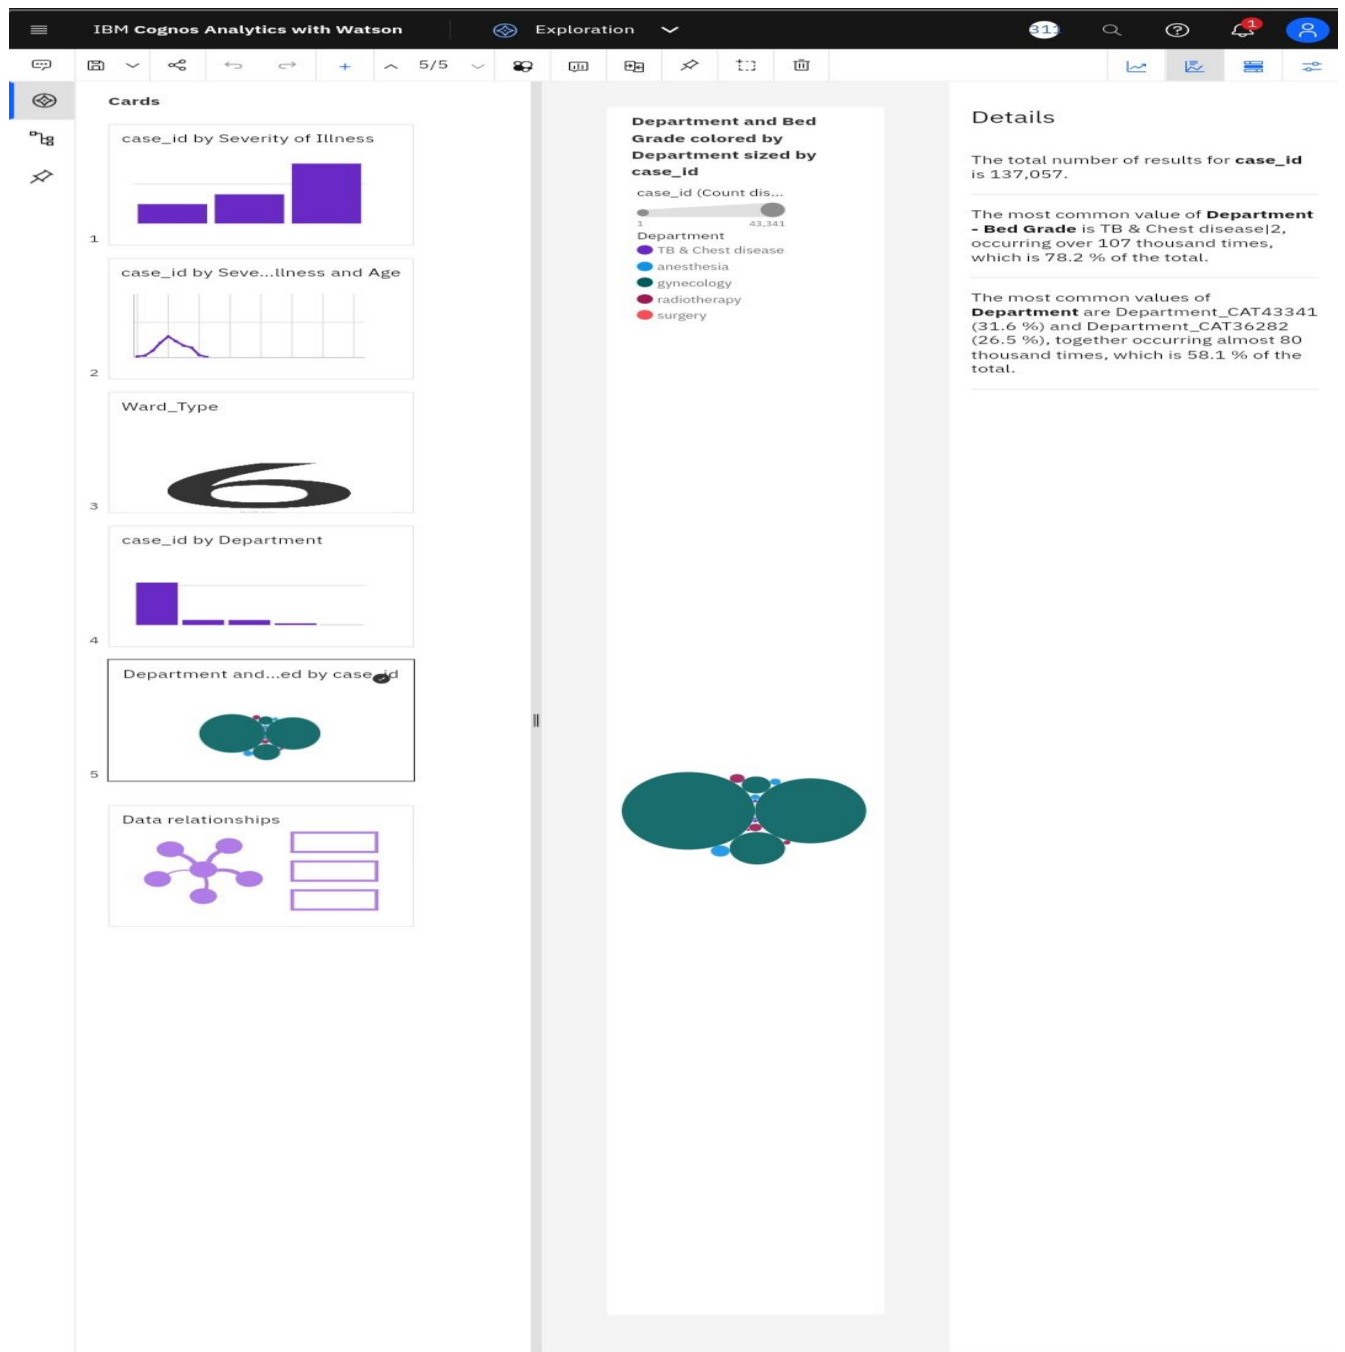 IBM Cognos Analytics with Watson
Exploration
311
1
5/5
Cards
case_id by Severity of Illness
1
case_id by Seve...llness and Age
2
Ward_Type
6
3
case_id by Department
4
Department and...ed by case_id
5
Data relationships
Department and Bed
Grade colored by
Department sized by
case_id
case_id (Count dis...
1
43,341
Department
TB & Chest disease
anesthesia
gynecology
radiotherapy
surgery
Details
The total number of results for case_id
is 137,057.
The most common value of Department
- Bed Grade is TB & Chest disease|2,
occurring over 107 thousand times,
which is 78.2 % of the total.
The most common values of
Department are Department_CAT43341
(31.6 %) and Department_CAT36282
(26.5 %), together occurring almost 80
thousand times, which is 58.1 % of the
total.